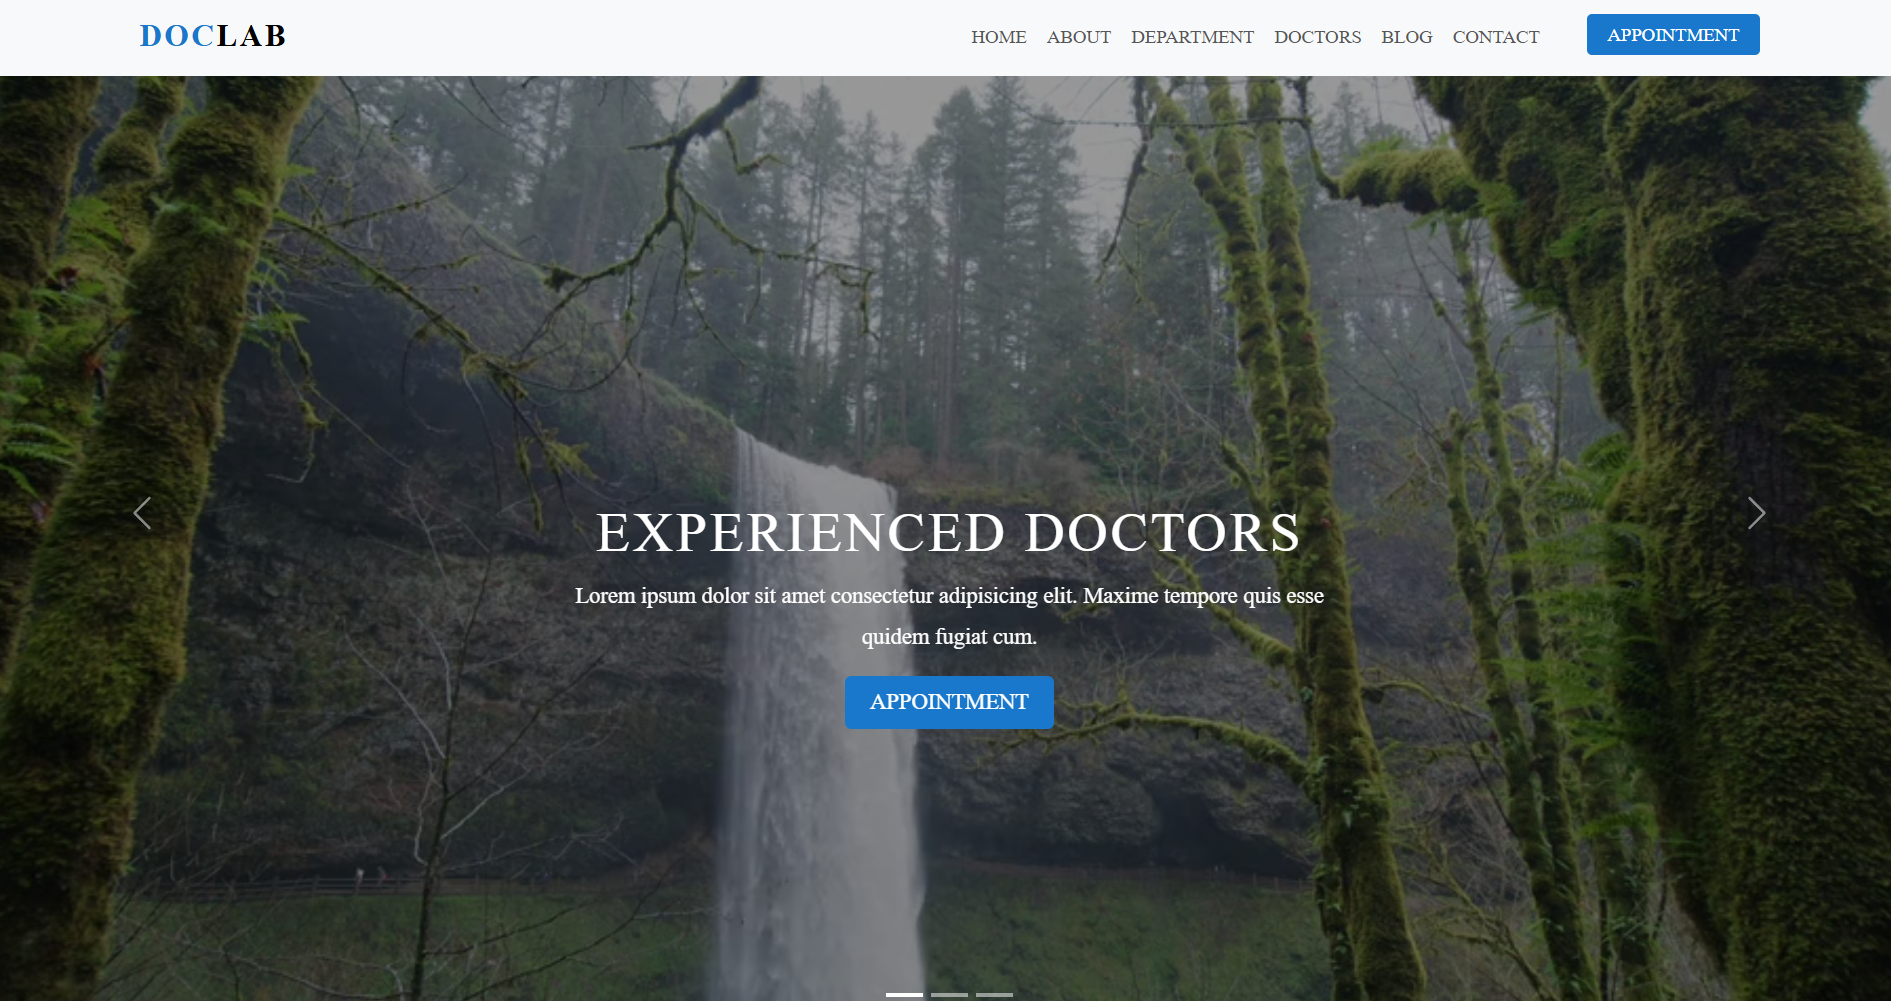 DOCLAB
HOME ABOUT DEPARTMENT DOCTORS BLOG CONTACT APPOINTMENT
EXPERIENCED DOCTORS
Lorem ipsum dolor sit amet consectetur adipisicing elit. Maxime tempore quis esse
quidem fugiat cum.
APPOINTMENT